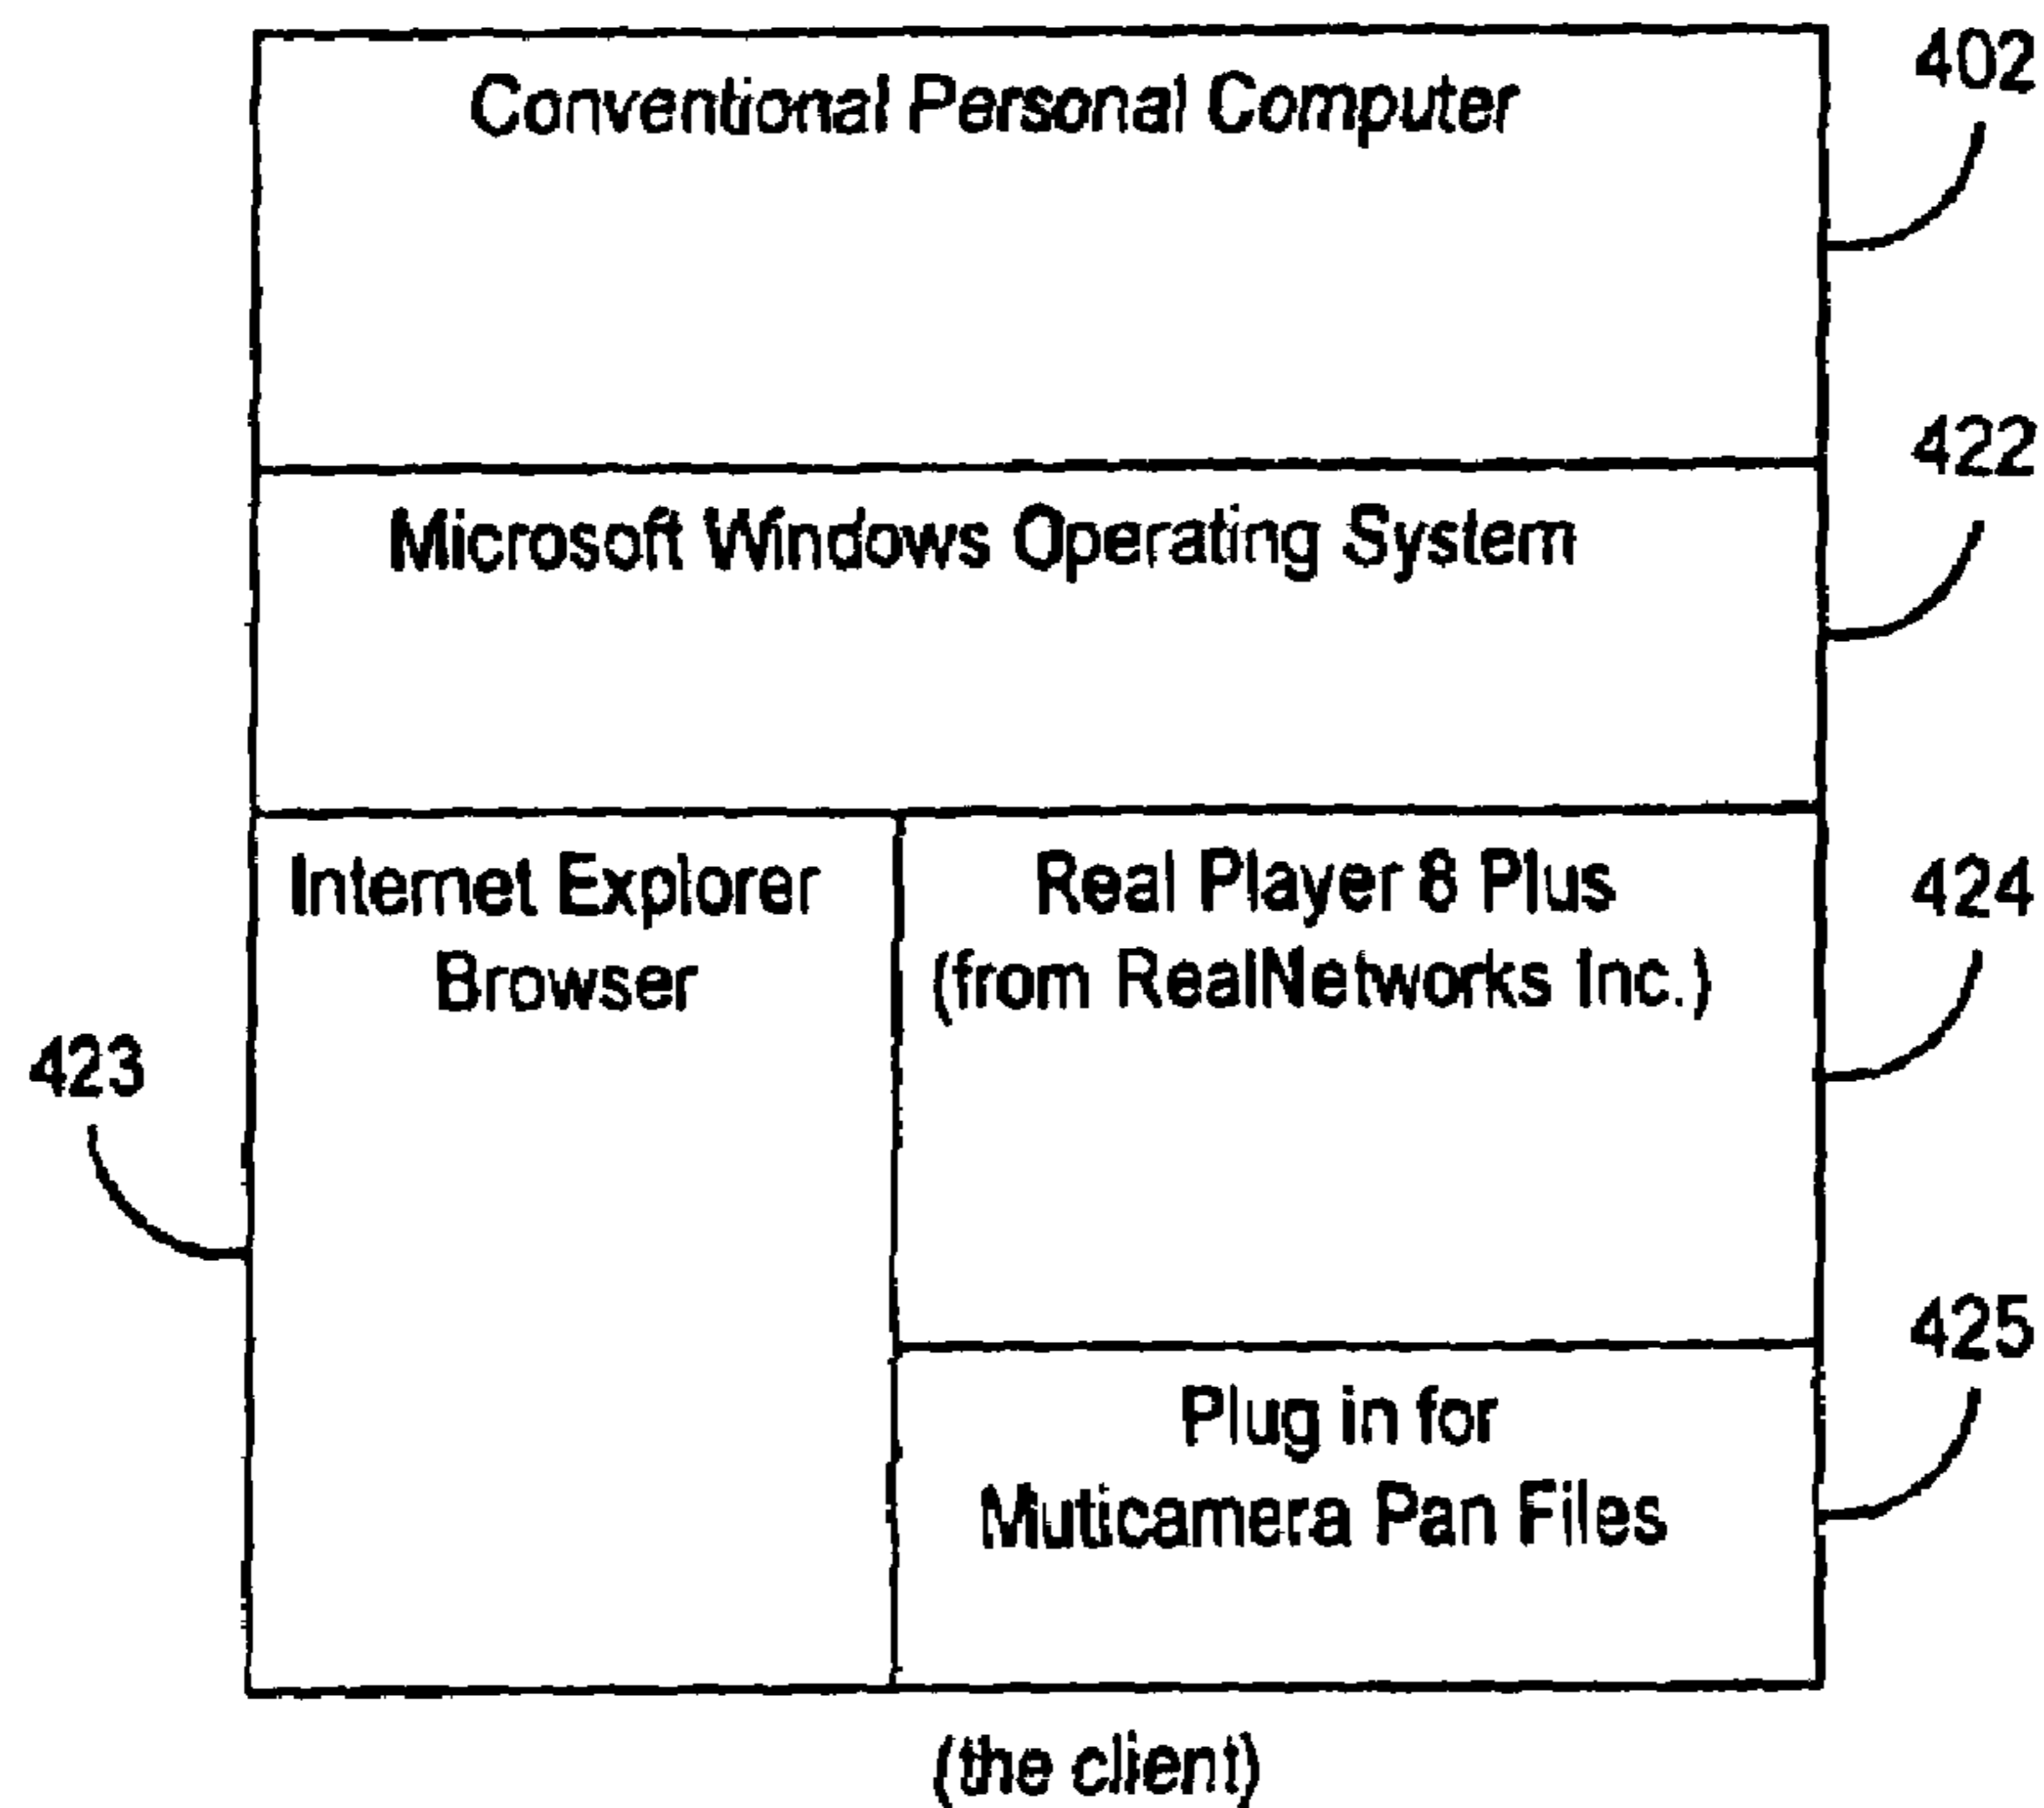 Conventional Personal Computer
402
Microsoft Windows Operating System
422
Internet Explorer
Browser
423
Real Player 8 Plus
(from RealNetworks Inc.)
424
Plug in for
Muticamera Pan Files
425
(the client)